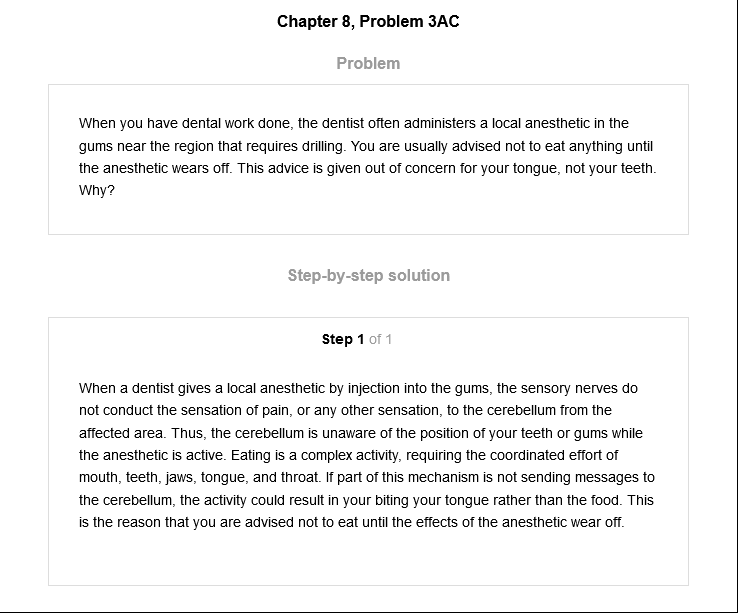 Chapter 8, Problem 3AC
Problem
When you have dental work done, the dentist often administers a local anesthetic in the
gums near the region that requires drilling. You are usually advised not to eat anything until
the anesthetic wears off. This advice is given out of concern for your tongue, not your teeth.
Why?
Step-by-step solution
Step 1 of 1
When a dentist gives a local anesthetic by injection into the gums, the sensory nerves do
not conduct the sensation of pain, or any other sensation, to the cerebellum from the
affected area. Thus, the cerebellum is unaware of the position of your teeth or gums while
the anesthetic is active. Eating is a complex activity, requiring the coordinated effort of
mouth, teeth, jaws, tongue, and throat. If part of this mechanism is not sending messages to
the cerebellum, the activity could result in your biting your tongue rather than the food. This
is the reason that you are advised not to eat until the effects of the anesthetic wear off.